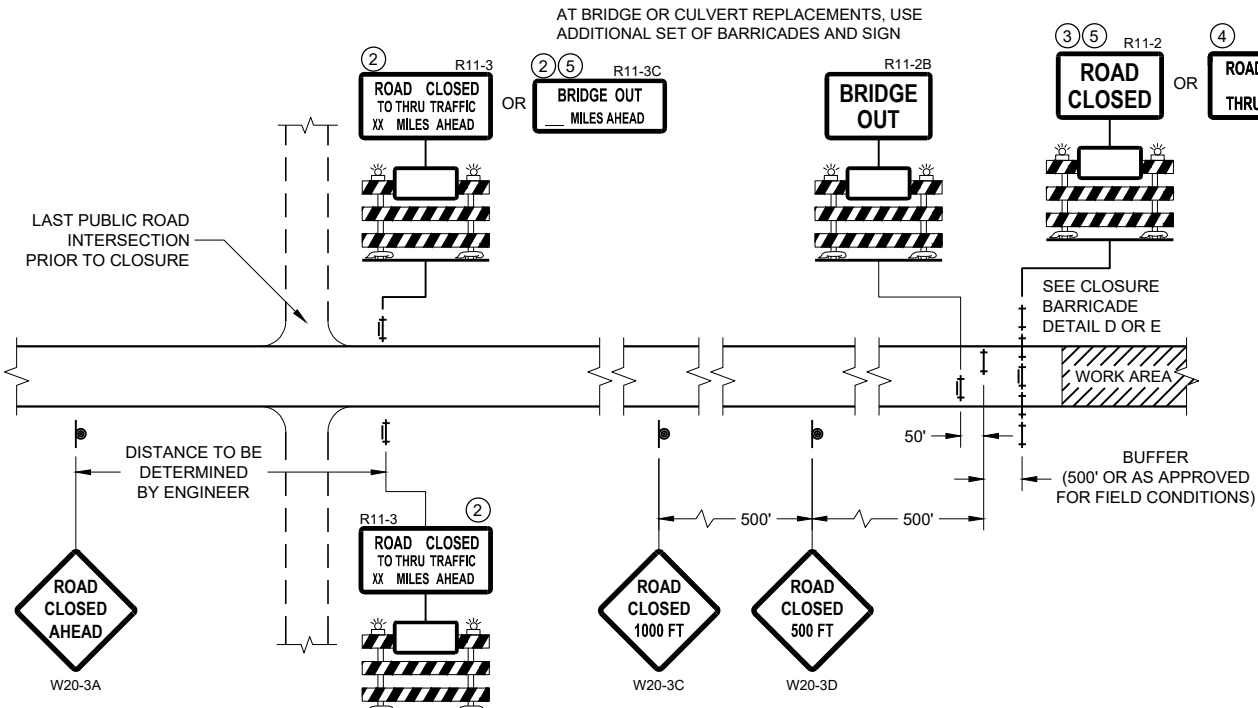 AT BRIDGE OR CULVERT REPLACEMENTS, USE
ADDITIONAL SET OF BARRICADES AND SIGN
2
R11-3
ROAD CLOSED
TO THRU TRAFFIC
XX MILES AHEAD
OR
2 5
R11-3C
BRIDGE OUT
___ MILES AHEAD
R11-2B
BRIDGE
OUT
3 5
R11-2
ROAD
CLOSED
OR
4
LAST PUBLIC ROAD
INTERSECTION
PRIOR TO CLOSURE
SEE CLOSURE
BARRICADE
DETAIL D OR E
WORK AREA
DISTANCE TO BE
DETERMINED
BY ENGINEER
50'
BUFFER
(500' OR AS APPROVED
FOR FIELD CONDITIONS)
500'
500'
R11-3
2
ROAD CLOSED
TO THRU TRAFFIC
XX MILES AHEAD
ROAD
CLOSED
AHEAD
W20-3A
ROAD
CLOSED
1000 FT
W20-3C
ROAD
CLOSED
500 FT
W20-3D